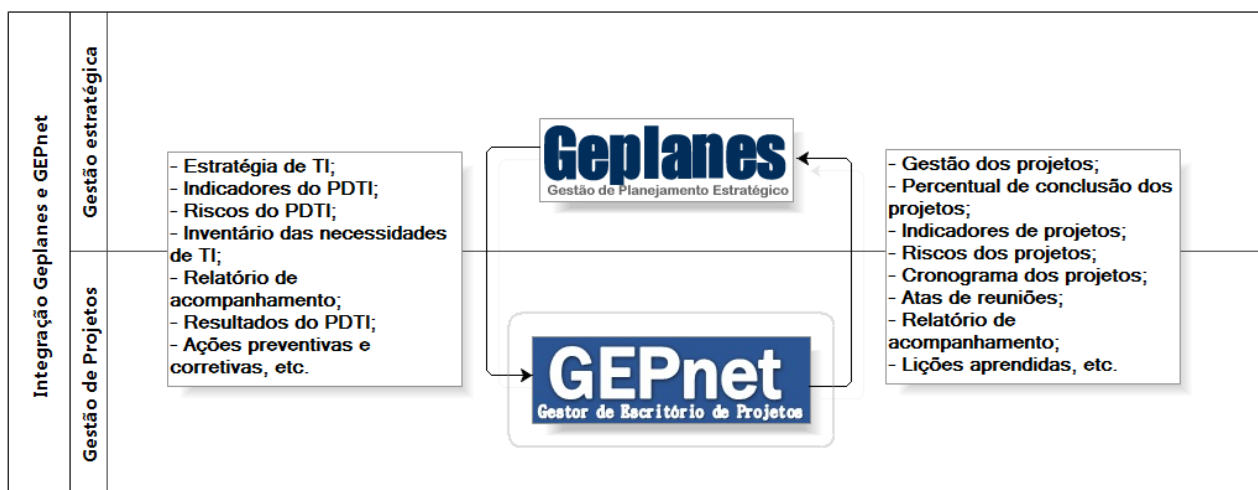 Integração Geplanes e GEPnet
Gestão estratégica
Gestão de Projetos
- Estratégia de TI;
- Indicadores do PDTI;
- Riscos do PDTI;
- Inventário das necessidades
de TI;
- Relatório de
acompanhamento;
- Resultados do PDTI;
- Ações preventivas e
corretivas, etc.
Geplanes
Gestão de Planejamento Estratégico
GEPnet
Gestor de Escritório de Projetos
- Gestão dos projetos;
- Percentual de conclusão dos
projetos;
- Indicadores de projetos;
- Riscos dos projetos;
- Cronograma dos projetos;
- Atas de reuniões;
- Relatório de
acompanhamento;
- Lições aprendidas, etc.